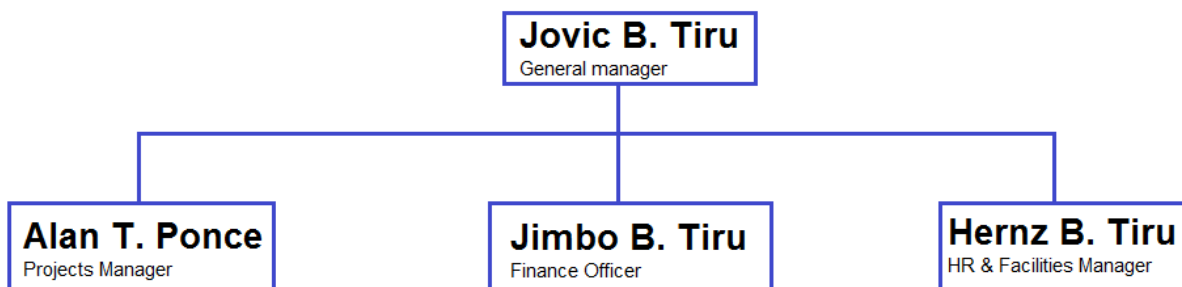 Jovic B. Tiru
General manager
Alan T. Ponce
Projects Manager
Jimbo B. Tiru
Finance Officer
Hernz B. Tiru
HR & Facilities Manager